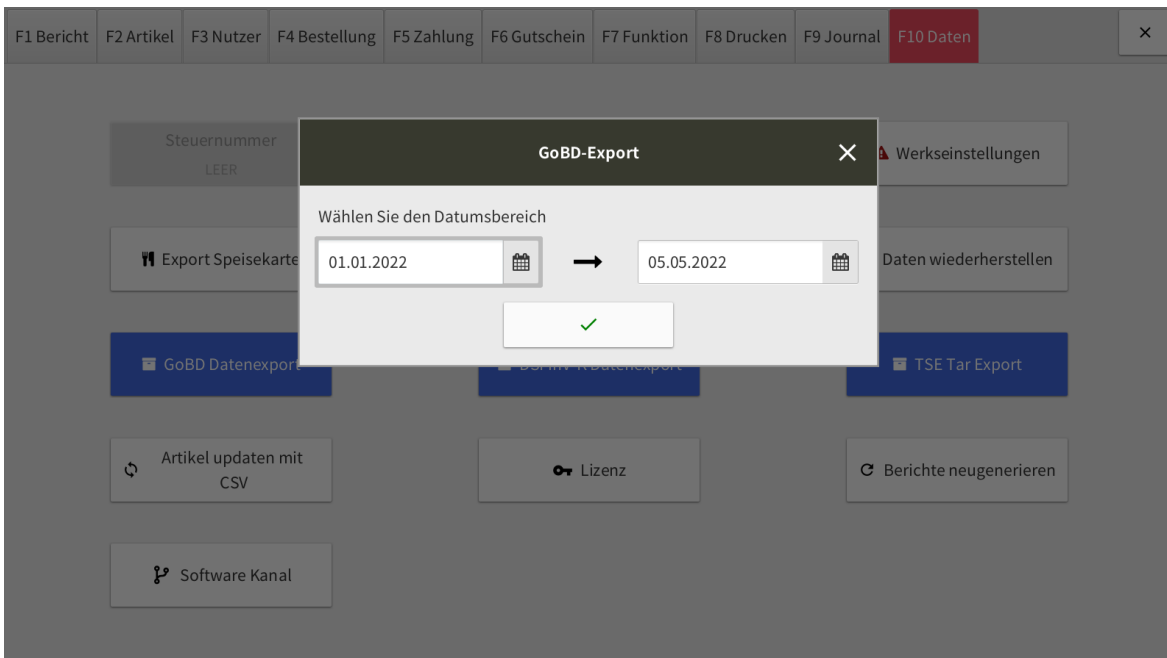 F1 Bericht F2 Artikel F3 Nutzer F4 Bestellung F5 Zahlung F6 Gutschein F7 Funktion F8 Drucken F9 Journal F10 Daten ×
Steuernummer
LEER
GoBD-Export
Werkseinstellungen
Wählen Sie den Datumsbereich
Export Speisekarte
01.01.2022
05.05.2022
Daten wiederherstellen
GoBD Datenexport
Datenexport
TSE Tar Export
Artikel updaten mit
CSV
Lizenz
Berichte neugenerieren
Software Kanal